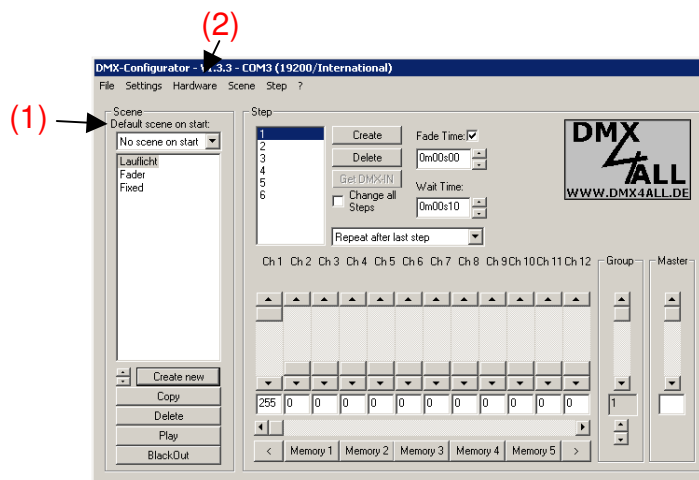 (2)
DMX-Configurator - V1.3.3 - COM3 (19200/International)
File Settings Hardware Scene Step ?
(1)
Scene
Default scene on start:
No scene on start
Lauflicht
Fader
Fixed
Create new
Copy
Delete
Play
BlackOut
Step
1
2
3
4
5
6
Create
Delete
Get DMX-IN
Change all
Steps
Fade Time:
0m00s00
Wait Time:
0m00s10
Repeat after last step
DMX
4ALL
WWW.DMX4ALL.DE
Ch 1 Ch 2 Ch 3 Ch 4 Ch 5 Ch 6 Ch 7 Ch 8 Ch 9 Ch 10 Ch 11 Ch 12
255 0 0 0 0 0 0 0 0 0 0 0
< Memory 1 Memory 2 Memory 3 Memory 4 Memory 5 >
Group
1
Master